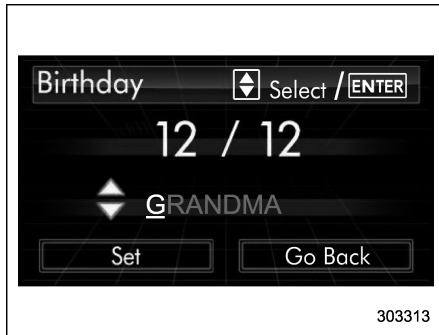 Birthday Select / ENTER
12 / 12
GRANDMA
Set Go Back
303313